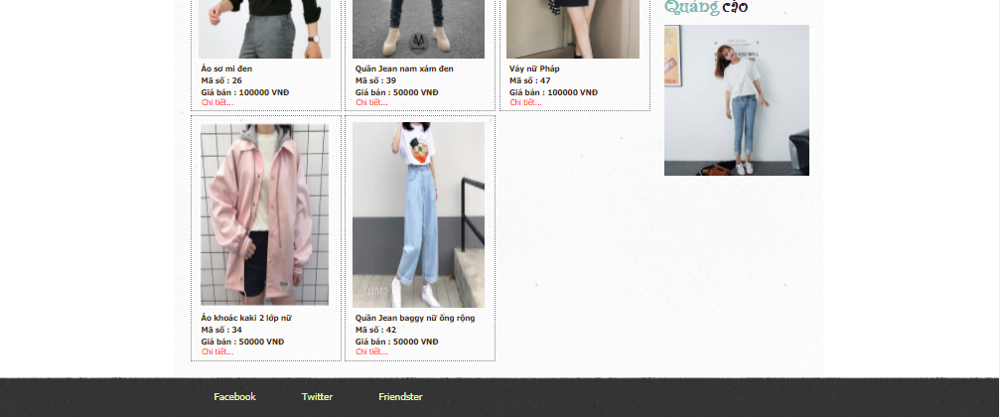 Quảng cáo
Áo sơ mi đen
Mã số : 26
Giá bán : 100000 VNĐ
Chi tiết...
Quần Jean nam xám đen
Mã số : 39
Giá bán : 50000 VNĐ
Chi tiết...
Váy nữ Pháp
Mã số : 47
Giá bán : 100000 VNĐ
Chi tiết...
Áo khoác kaki 2 lớp nữ
Mã số : 34
Giá bán : 50000 VNĐ
Chi tiết...
Quần Jean baggy nữ ống rộng
Mã số : 42
Giá bán : 50000 VNĐ
Chi tiết...
Facebook
Twitter
Friendster